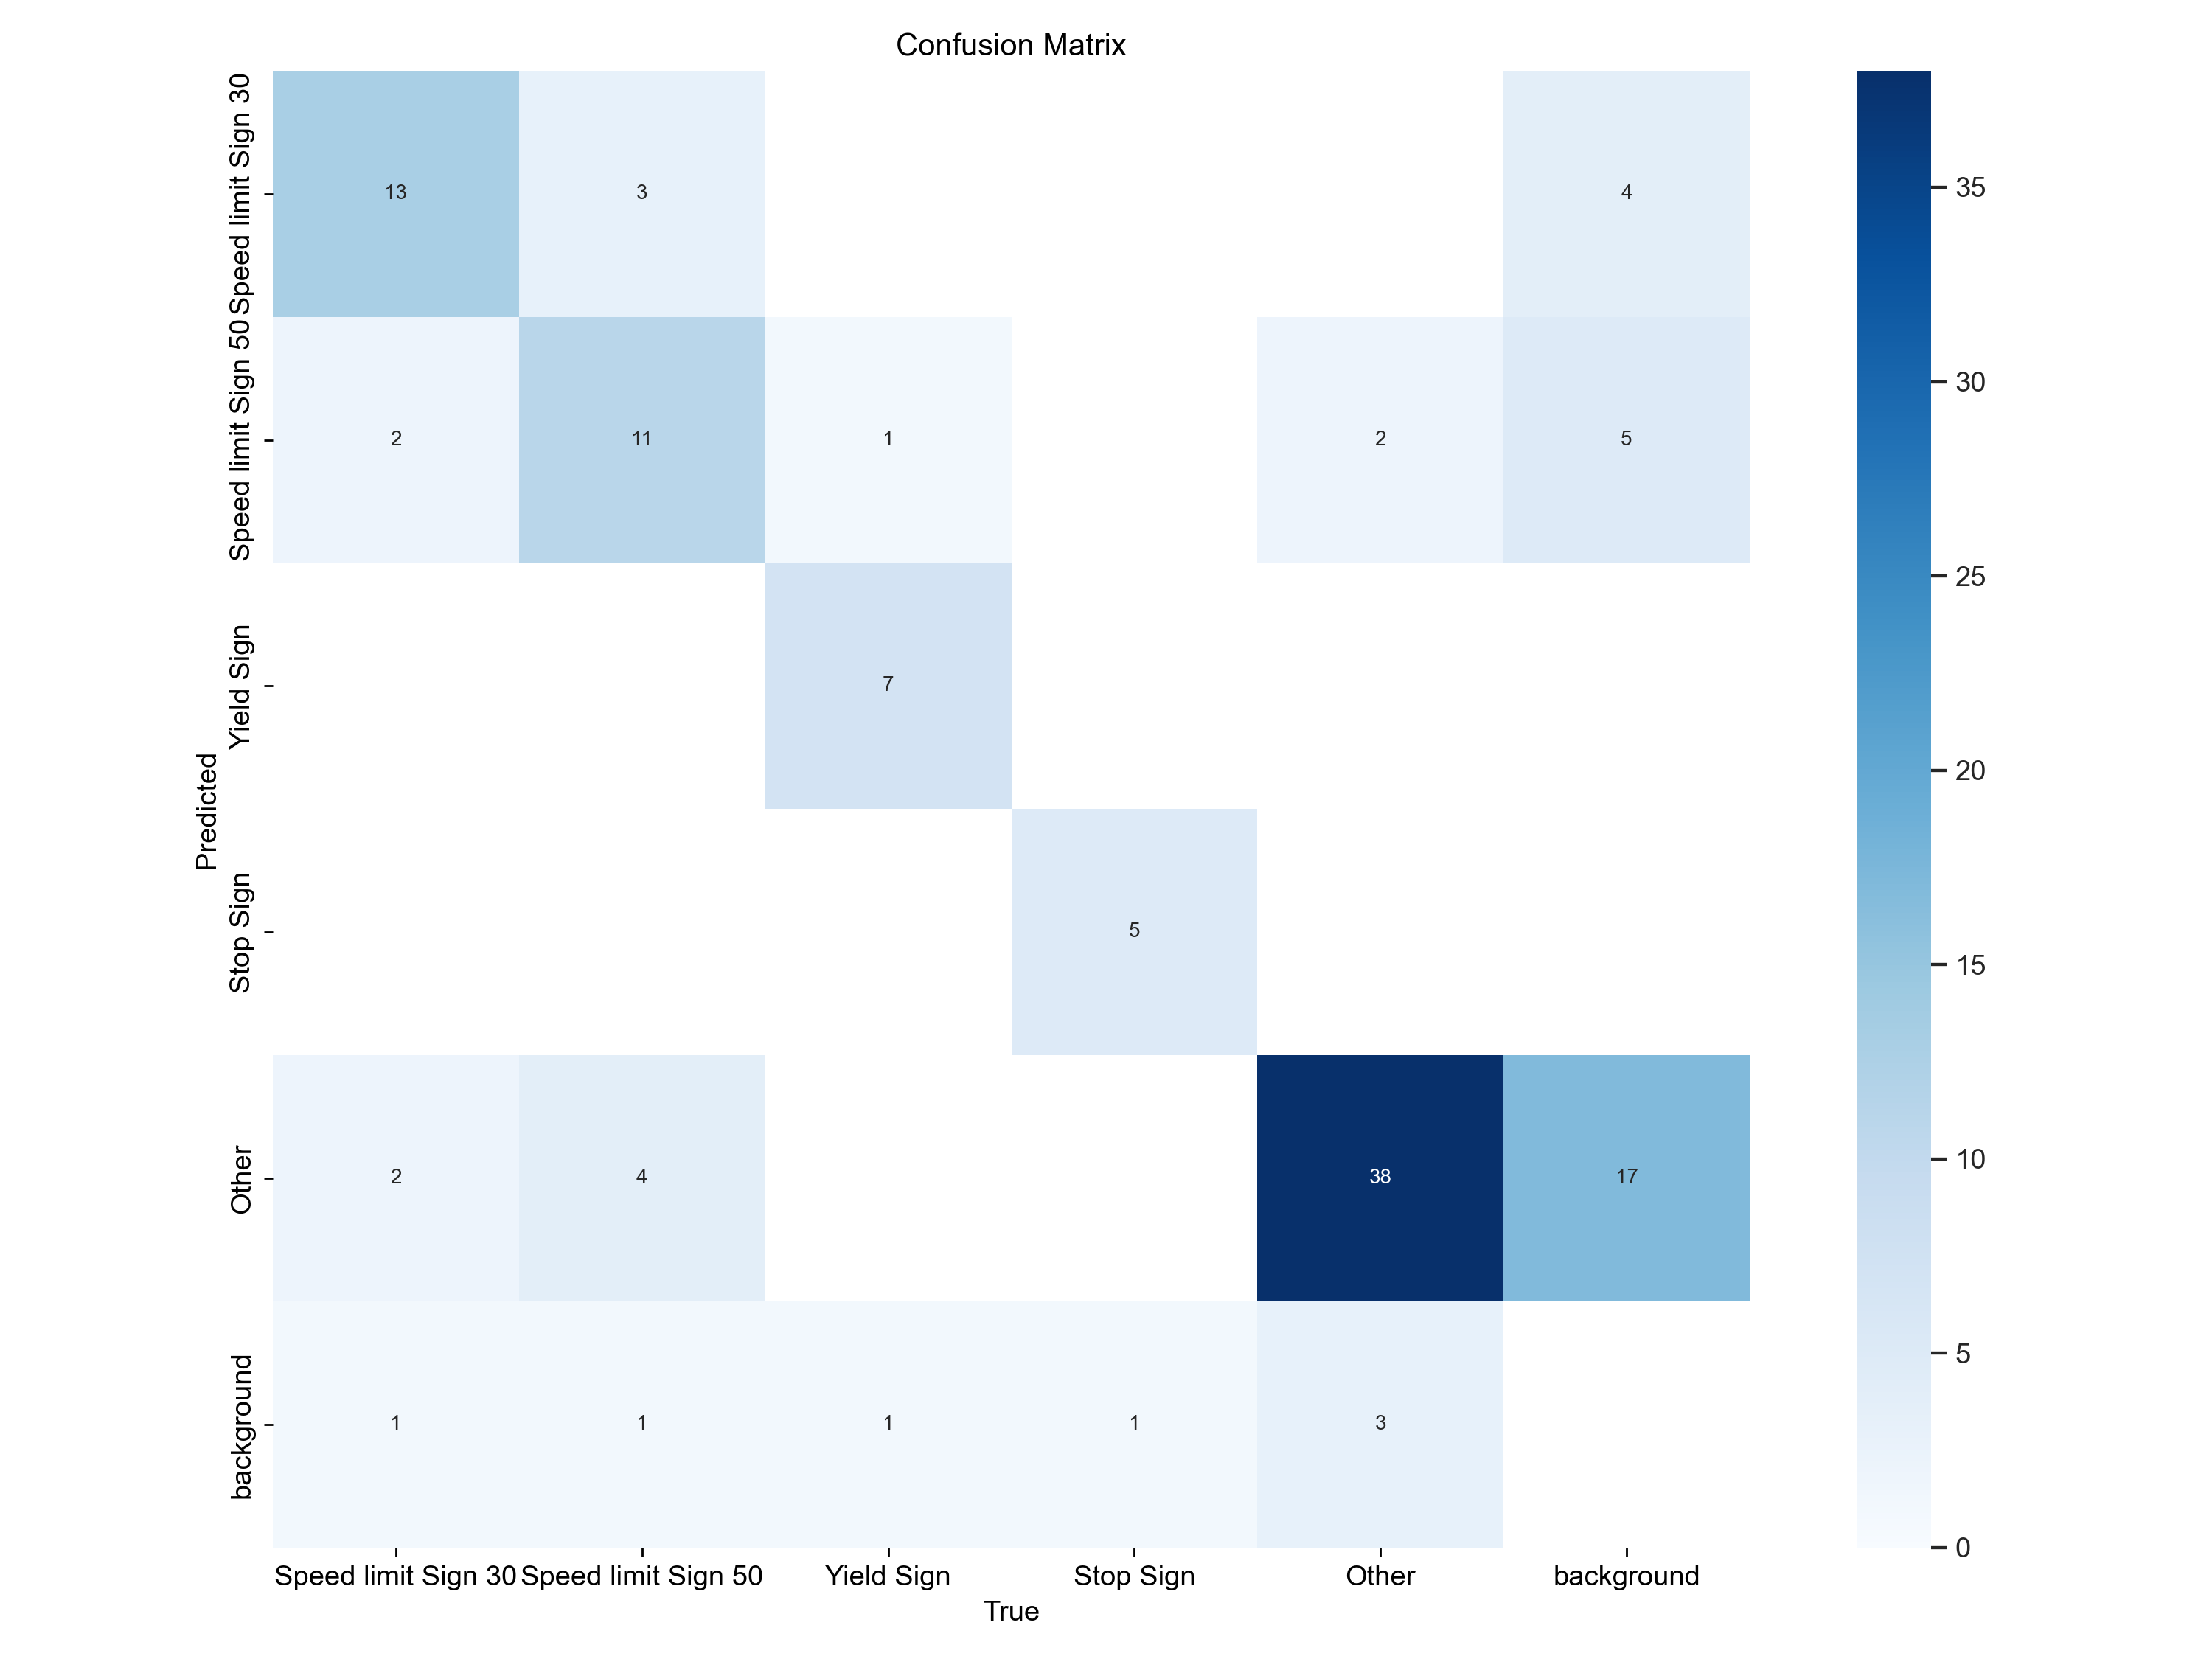 Confusion Matrix
Speed limit Sign 30
13 3 4
Speed limit Sign 50
2 11 1 2 5
Yield Sign
7
Predicted
Stop Sign
5
Other
2 4 38 17
background
1 1 1 1 3
Speed limit Sign 30 Speed limit Sign 50 Yield Sign Stop Sign Other background
True
35
30
25
20
15
10
5
0